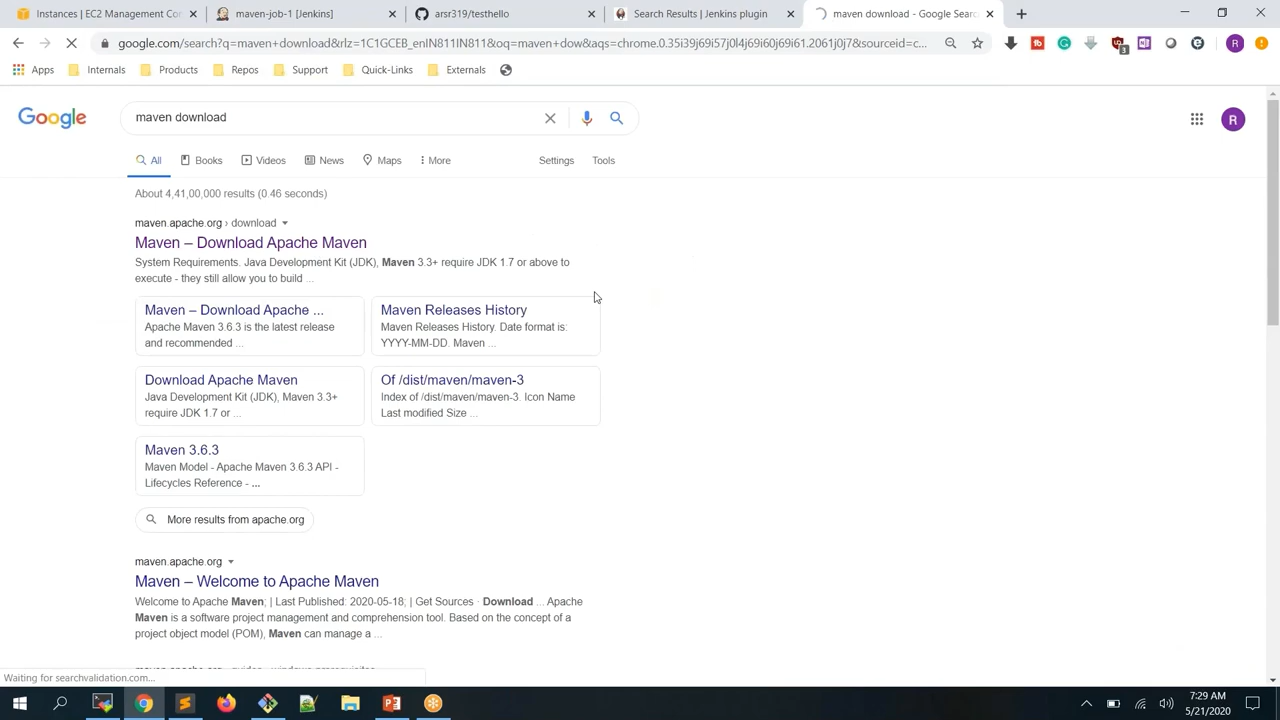 Instances | EC2 Management Con
maven-job-1 [Jenkins]
arsr319/testhello
Search Results | Jenkins plugin
maven download - Google Searc
google.com/search?q=maven+download&rlz=1C1GCEB_enIN811IN811&oq=maven+dow&aqs=chrome.0.35i39j69i57j0l4j69i60j69i61.2061j0j7&sourceid=c...
3
R
Apps
Internals
Products
Repos
Support
Quick-Links
Externals
Google
maven download
R
All
Books
Videos
News
Maps
More
Settings
Tools
About 4,41,00,000 results (0.46 seconds)
maven.apache.org › download
Maven – Download Apache Maven
System Requirements. Java Development Kit (JDK), Maven 3.3+ require JDK 1.7 or above to
execute - they still allow you to build ...
Maven – Download Apache ...
Apache Maven 3.6.3 is the latest release
and recommended ...
Maven Releases History
Maven Releases History. Date format is:
YYYY-MM-DD. Maven ...
Download Apache Maven
Java Development Kit (JDK), Maven 3.3+
require JDK 1.7 or ...
Of /dist/maven/maven-3
Index of /dist/maven/maven-3. Icon Name
Last modified Size ...
Maven 3.6.3
Maven Model - Apache Maven 3.6.3 API -
Lifecycles Reference - ...
More results from apache.org
maven.apache.org
Maven – Welcome to Apache Maven
Welcome to Apache Maven; | Last Published: 2020-05-18; | Get Sources · Download ... Apache
Maven is a software project management and comprehension tool. Based on the concept of a
project object model (POM), Maven can manage a ...
maven.apache.org › guides › windows-prerequisites
Waiting for searchvalidation.com...
7:29 AM
5/21/2020